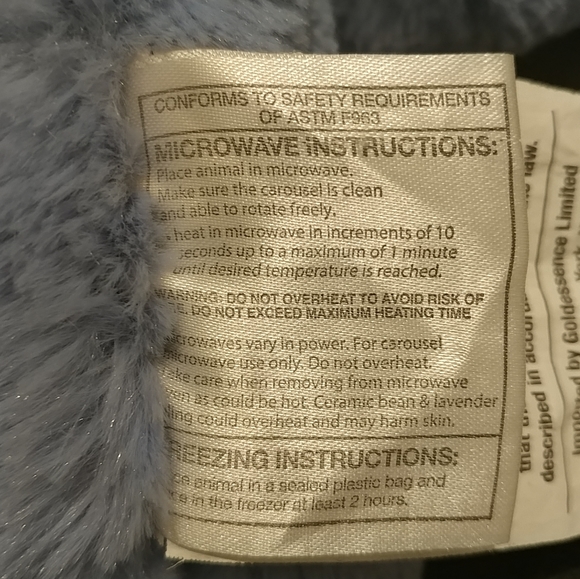 CONFORMS TO SAFETY REQUIREMENTS
OF ASTM F963
MICROWAVE INSTRUCTIONS:
Place animal in microwave.
Make sure the carousel is clean
and able to rotate freely.
heat in microwave in increments of 10
seconds up to a maximum of 1 minute
until desired temperature is reached.
WARNING: DO NOT OVERHEAT TO AVOID RISK OF
DO NOT EXCEED MAXIMUM HEATING TIME
Microwaves vary in power. For carousel
microwave use only. Do not overheat.
care when removing from microwave
as could be hot. Ceramic bean & lavender
could overheat and may harm skin.
FREEZING INSTRUCTIONS:
animal in a sealed plastic bag and
in the freezer at least 2 hours.
law.
described in
Imported by Goldessence Limited